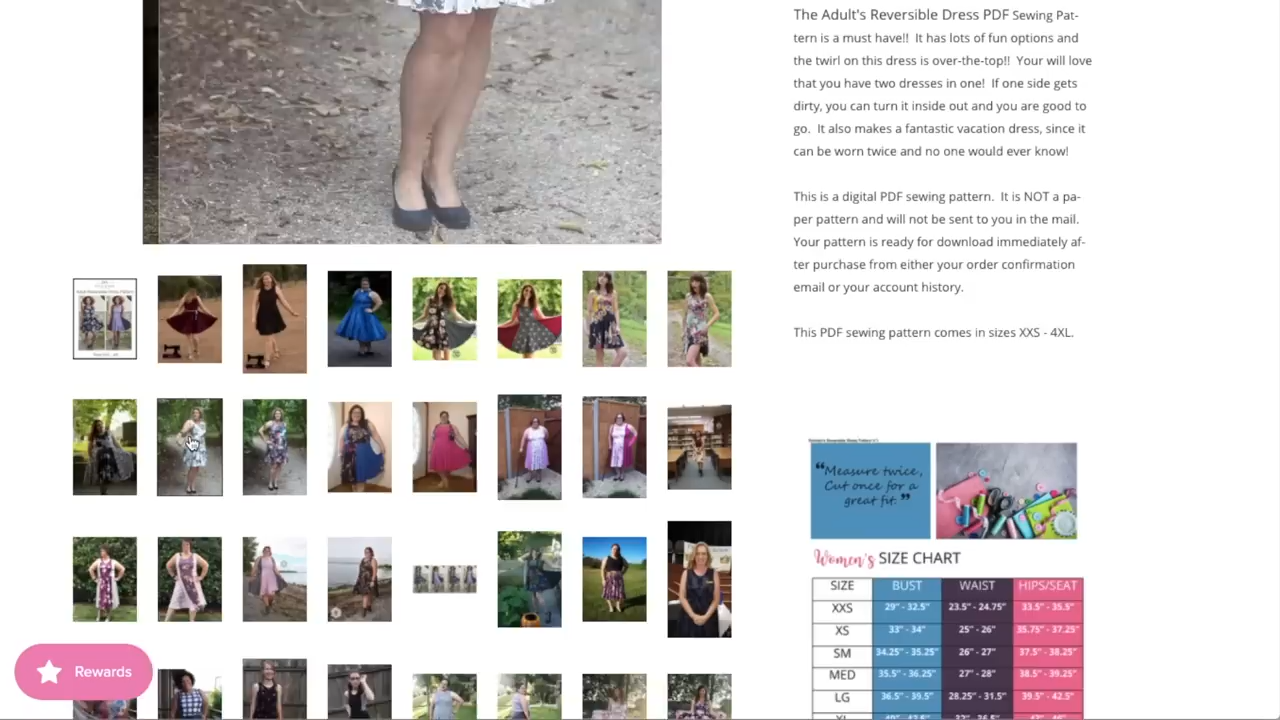 The Adult's Reversible Dress PDF Sewing Pat-
tern is a must have!! It has lots of fun options and
the twirl on this dress is over-the-top!! Your will love
that you have two dresses in one! If one side gets
dirty, you can turn it inside out and you are good to
go. It also makes a fantastic vacation dress, since it
can be worn twice and no one would ever know!
This is a digital PDF sewing pattern. It is NOT a pa-
per pattern and will not be sent to you in the mail.
Your pattern is ready for download immediately af-
ter purchase from either your order confirmation
email or your account history.
This PDF sewing pattern comes in sizes XXS - 4XL.
“Measure twice,
Cut once for a
great fit.”
Women's SIZE CHART
SIZE BUST WAIST HIPS/SEAT
XXS 29" - 32.5" 23.5" - 24.75" 33.5" - 35.5"
XS 33" - 34" 25" - 26" 35.75" - 37.25"
SM 34.25" - 35.25" 26" - 27" 37.5" - 38.25"
MED 35.5" - 36.25" 27" - 28" 38.5" - 39.25"
LG 36.5" - 39.5" 28.25" - 31.5" 39.5" - 42.5"
Rewards